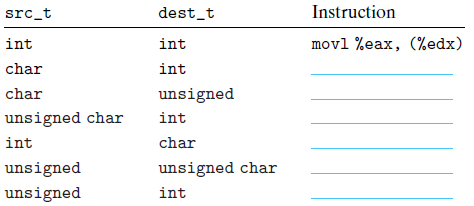 src_t dest_t Instruction
int int movl %eax, (%edx)
char int
char unsigned
unsigned char int
int char
unsigned unsigned char
unsigned int